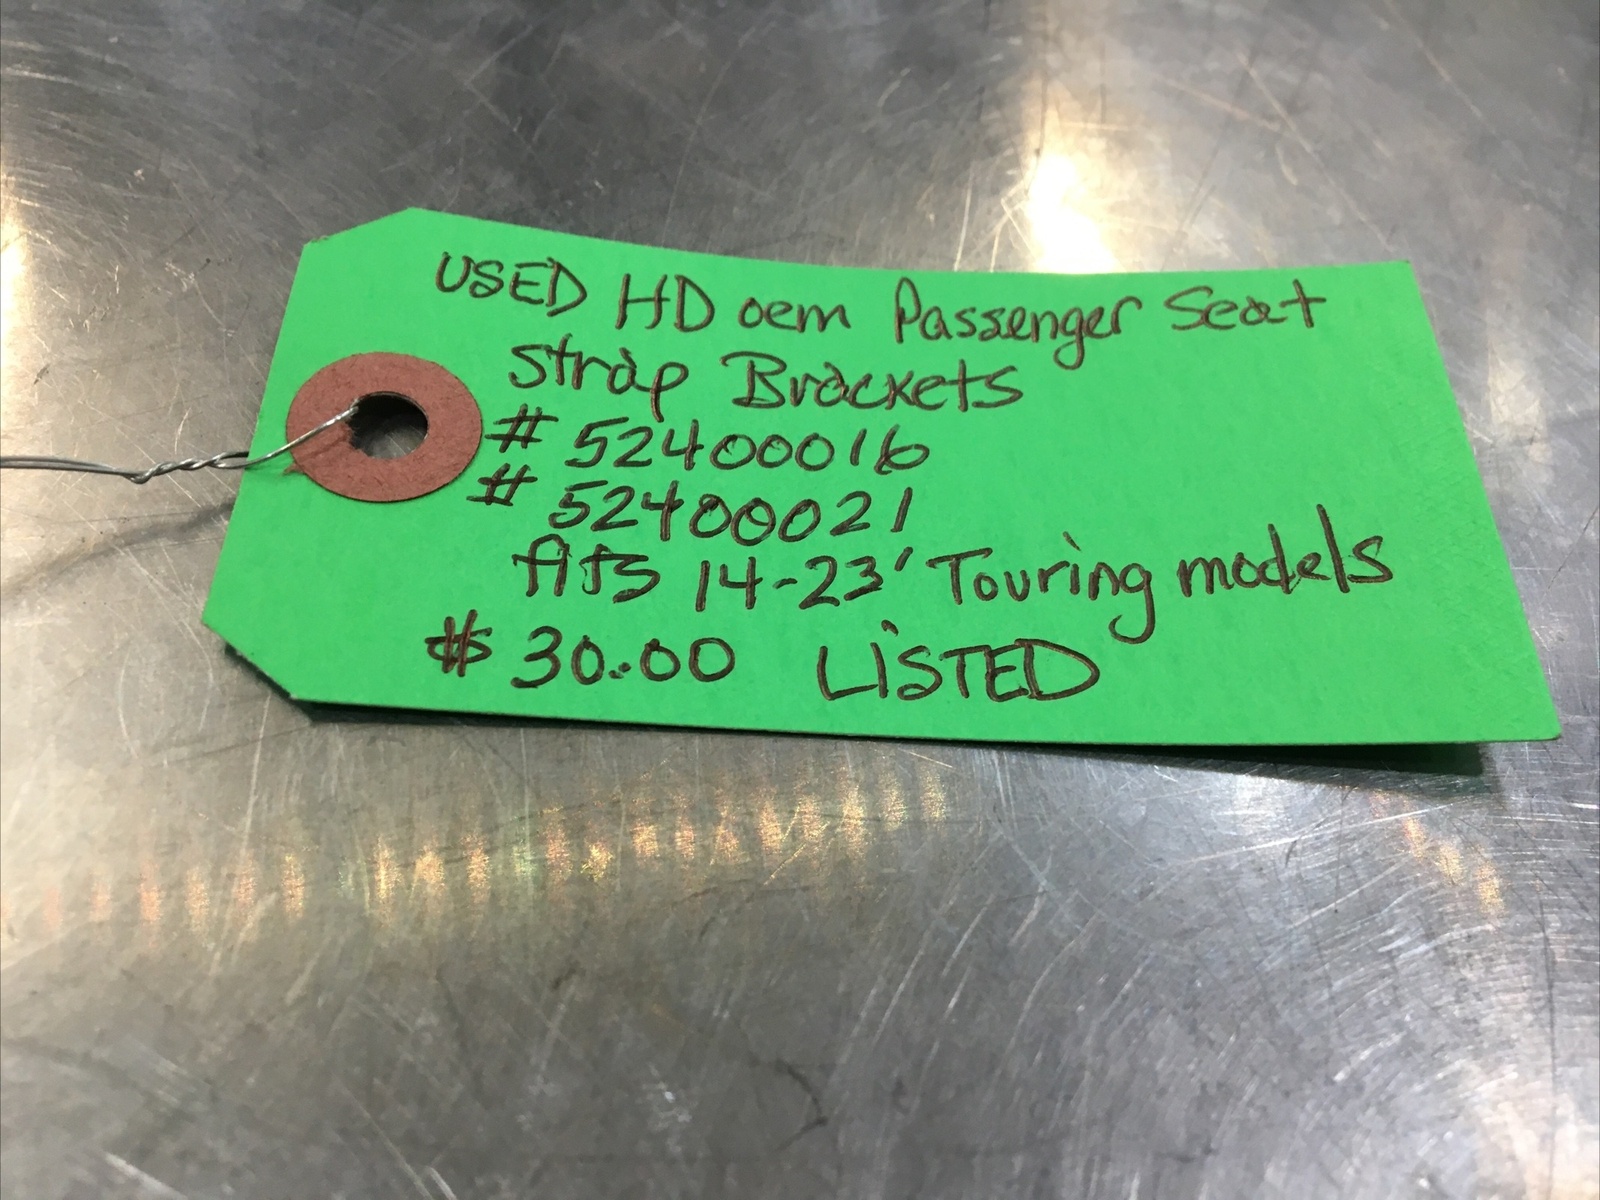 USED HD oem Passenger Seat
Strap Brackets
# 52400016
# 52400021
fits 14-23' Touring models
$ 30.00 LiSTED